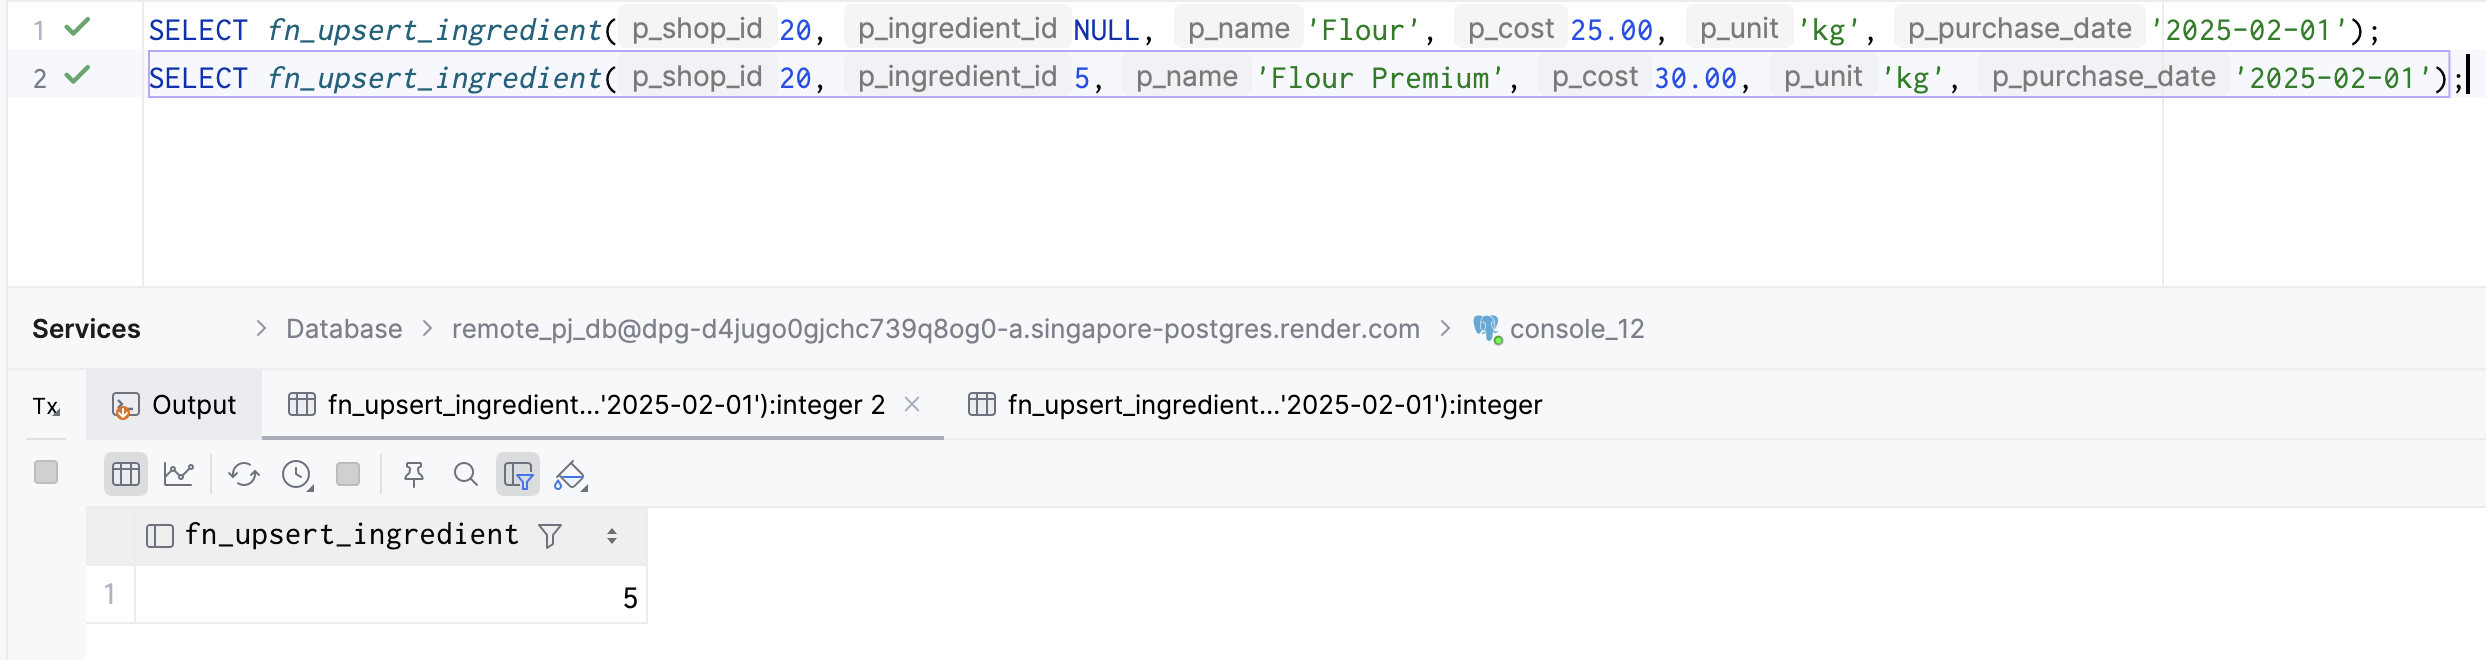 1 SELECT fn_upsert_ingredient( p_shop_id 20, p_ingredient_id NULL, p_name 'Flour', p_cost 25.00, p_unit 'kg', p_purchase_date '2025-02-01');
2 SELECT fn_upsert_ingredient( p_shop_id 20, p_ingredient_id 5, p_name 'Flour Premium', p_cost 30.00, p_unit 'kg', p_purchase_date '2025-02-01');
Services > Database > remote_pj_db@dpg-d4jugo0gjchc739q8og0-a.singapore-postgres.render.com > console_12
Tx Output fn_upsert_ingredient...'2025-02-01'):integer 2 × fn_upsert_ingredient...'2025-02-01'):integer
fn_upsert_ingredient
1 5